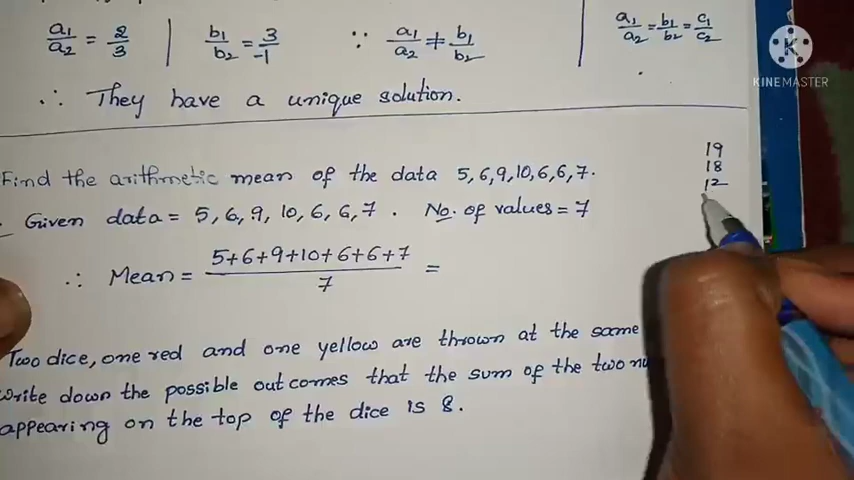 a1/a2 = 2/3 | b1/b2 = 3/-1 ∵ a1/a2 ≠ b1/b2 | a1/a2 = b1/b2 = c1/c2
K
KINEMASTER
∴ They have a unique solution.
19
18
12
Find the arithmetic mean of the data 5,6,9,10,6,6,7.
Given data = 5, 6, 9, 10, 6, 6, 7. No. of values = 7
∴ Mean = 5+6+9+10+6+6+7 / 7 =
Two dice, one red and one yellow are thrown at the same
write down the possible outcomes that the sum of the two
appearing on the top of the dice is 8.